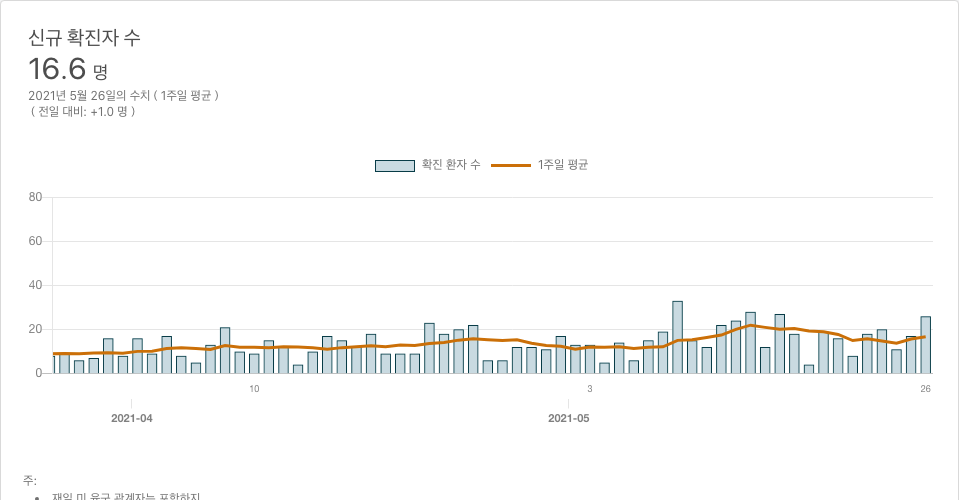 신규 확진자 수
16.6 명
2021년 5월 26일의 수치 ( 1주일 평균 )
( 전일 대비: +1.0 명 )
확진 환자 수 1주일 평균
80
60
40
20
0
10 3 26
2021-04 2021-05
주:
재일 미 육군 관계자는 포함하지